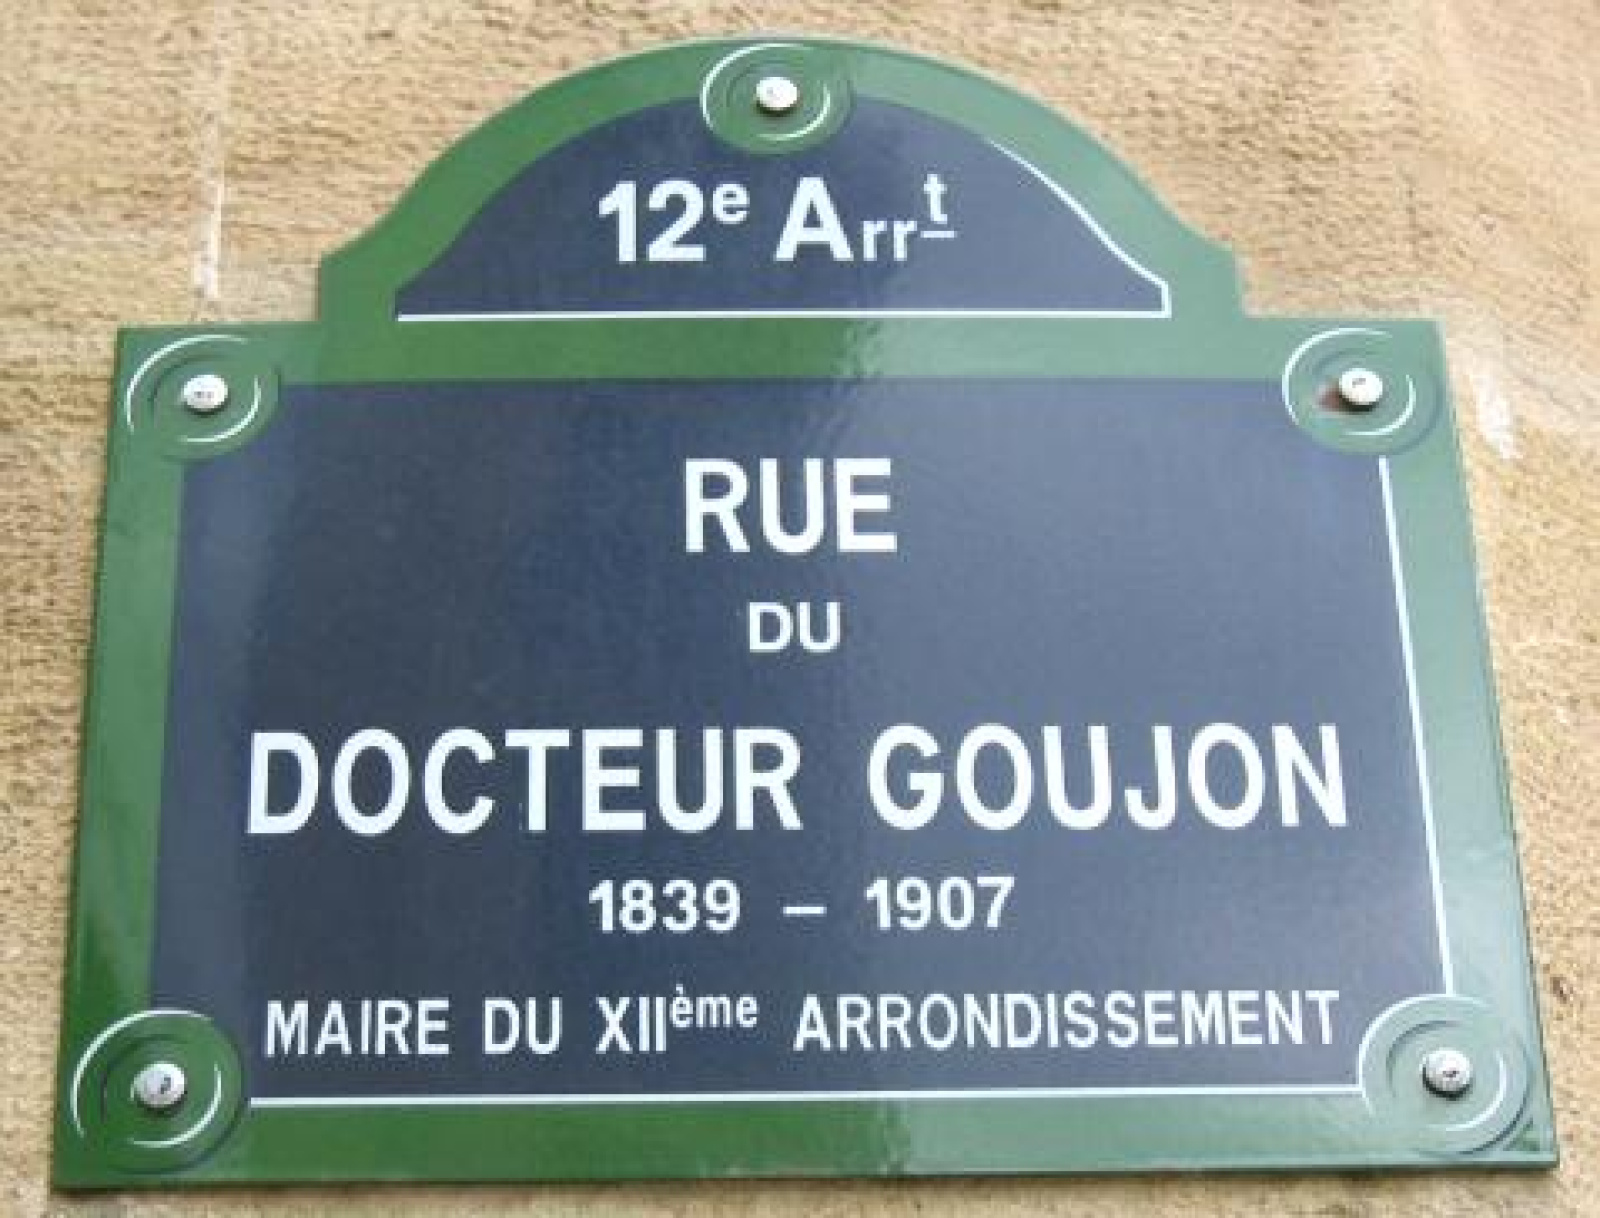 12e Arrt
RUE
DU
DOCTEUR GOUJON
1839 – 1907
MAIRE DU XIIème ARRONDISSEMENT